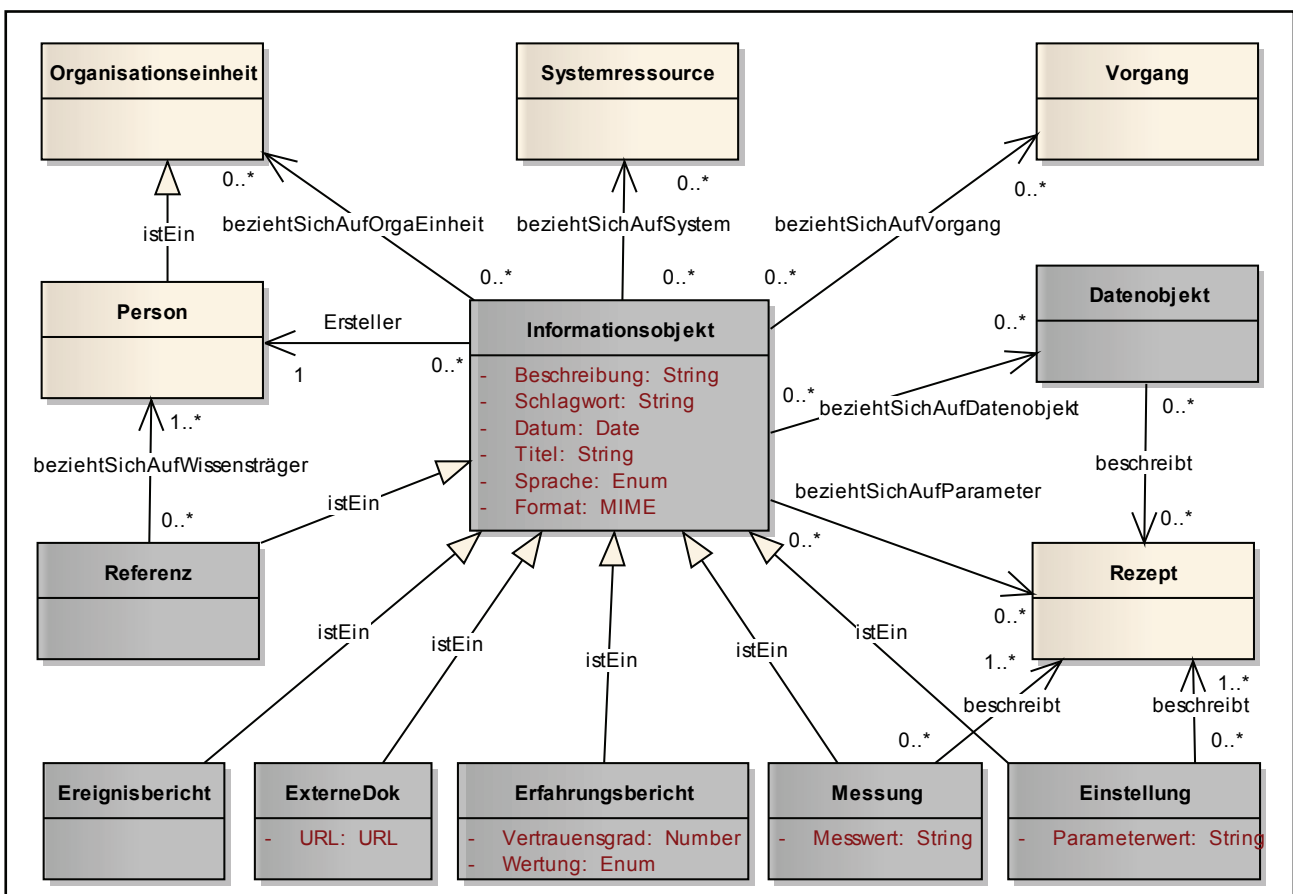 Organisationseinheit
Systemressource
Vorgang
0..*
0..*
0..*
beziehtSichAufOrgaEinheit
beziehtSichAufSystem
beziehtSichAufVorgang
istEin
0..*
0..*
0..*
Person
Ersteller
1
0..*
Informationsobjekt
- Beschreibung: String
- Schlagwort: String
- Datum: Date
- Titel: String
- Sprache: Enum
- Format: MIME
Datenobjekt
0..*
0..*
beziehtSichAufDatenobjekt
0..*
beschreibt
0..*
1..*
beziehtSichAufWissensträger
0..*
istEin
beziehtSichAufParameter
0..*
0..*
Referenz
Rezept
istEin
istEin
istEin
istEin
istEin
1..*
1..*
beschreibt
beschreibt
0..*
0..*
Ereignisbericht
ExterneDok
- URL: URL
Erfahrungsbericht
- Vertrauensgrad: Number
- Wertung: Enum
Messung
- Messwert: String
Einstellung
- Parameterwert: String